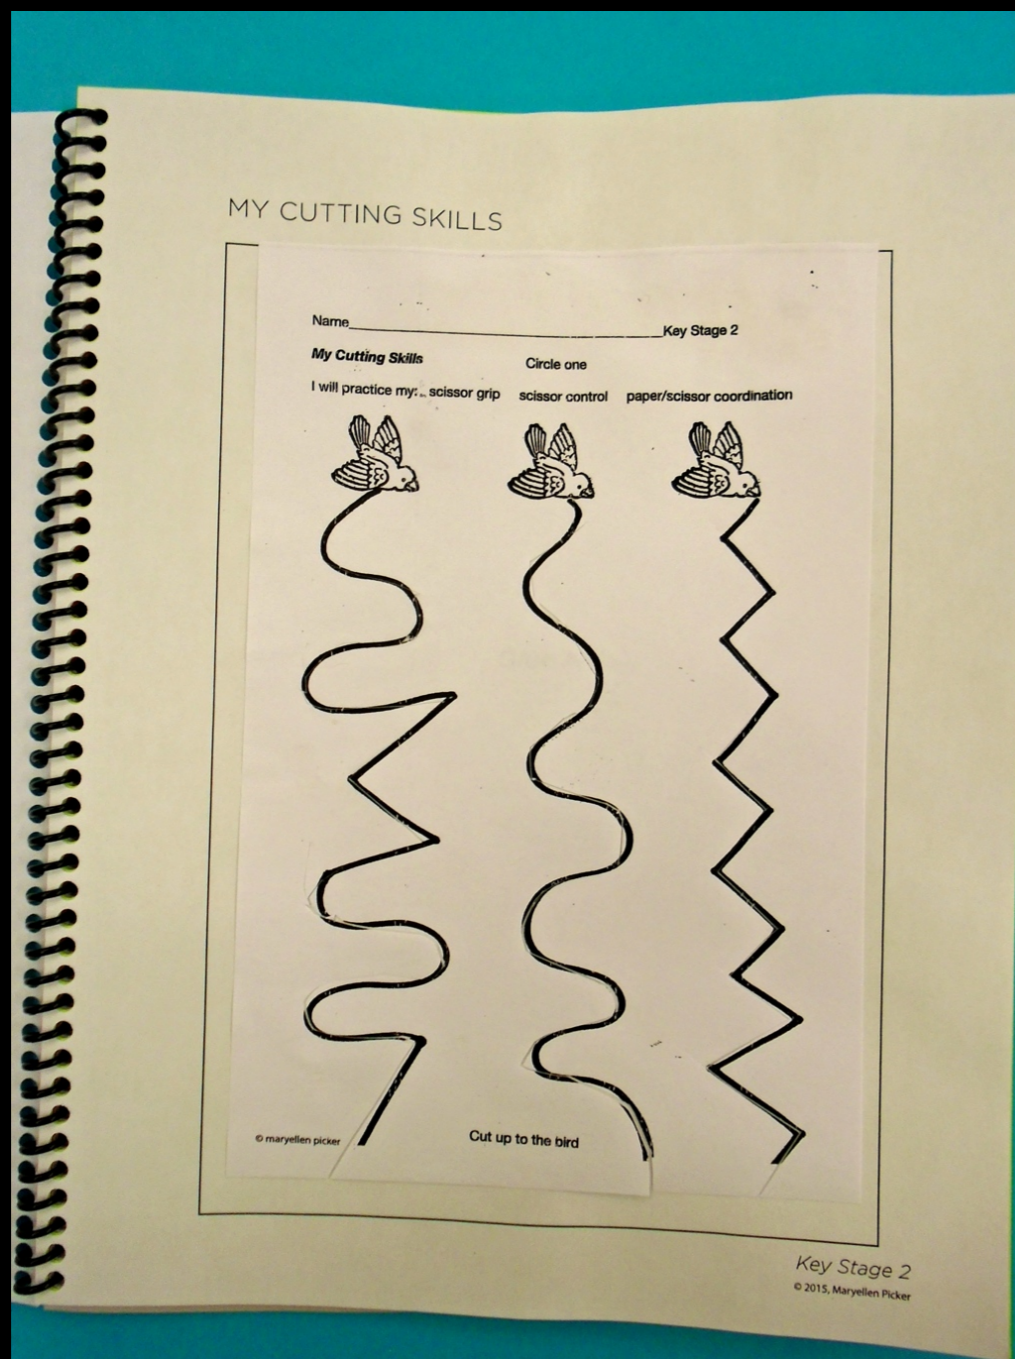 MY CUTTING SKILLS
Name____________________Key Stage 2
My Cutting Skills Circle one
I will practice my: scissor grip scissor control paper/scissor coordination
© maryellen picker Cut up to the bird
Key Stage 2
© 2015, Maryellen Picker